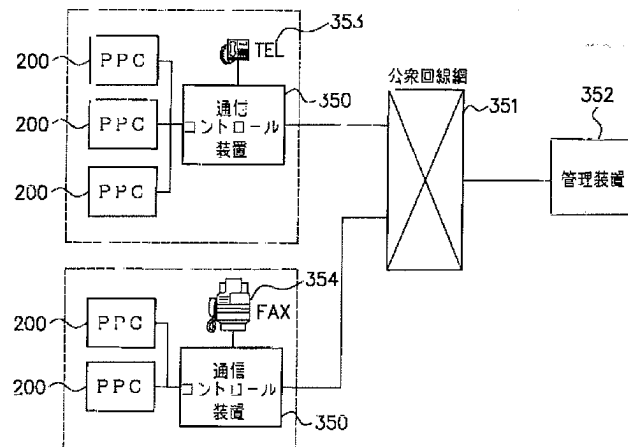 353
200 PPC
TEL
公衆回線網
350
351
352
通信
コントロール
装置
200 PPC
管理装置
200 PPC
354
FAX
200 PPC
通信
コントロール
装置
200 PPC
350